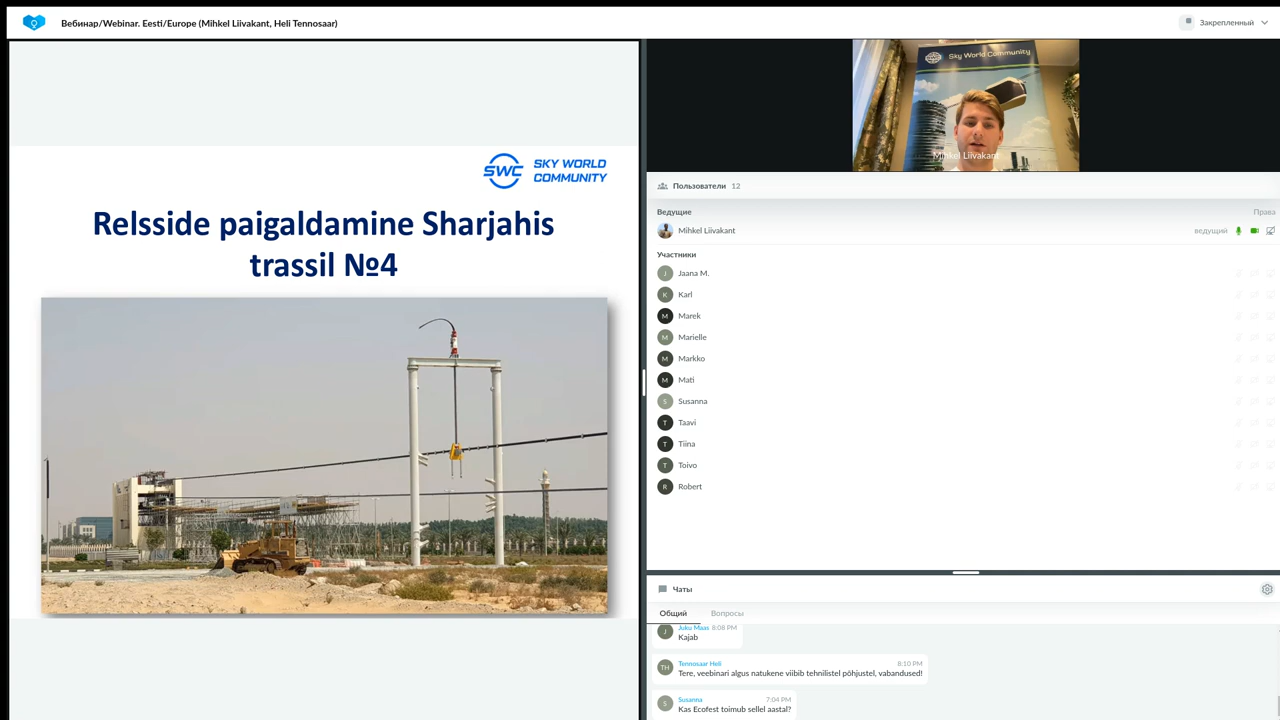 Вебинар/Webinar. Eesti/Europe (Mihkel Liivakant, Heli Tennosaar)
Закрепленный
SWC SKY WORLD
COMMUNITY
Relsside paigaldamine Sharjahis
trassil №4
Sky World Community
Mihkel Liivakant
Пользователи 12
Ведущие Права
Mihkel Liivakant ведущий
Участники
J Jaana M.
K Karl
M Marek
M Marielle
M Markko
M Mati
S Susanna
T Taavi
T Tiina
T Toivo
R Robert
Чаты
Общий Вопросы
J Juku Maas 8:08 PM
Kajab
TH Tennosaar Heli 8:10 PM
Tere, veebinari algus natukene viibib tehnilistel põhjustel, vabandused!
S Susanna 7:04 PM
Kas Ecofest toimub sellel aastal?